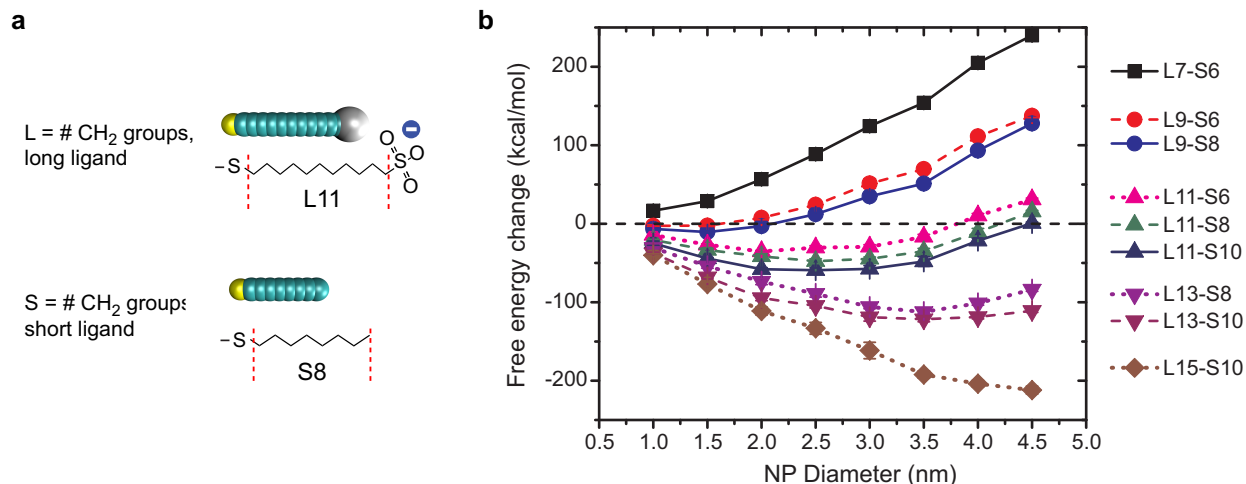 a
L = # CH2 groups,
long ligand
–S
S
O
O
O
L11
S = # CH2 groups
short ligand
–S
S8
b
Free energy change (kcal/mol)
200
100
0
-100
-200
0.5 1.0 1.5 2.0 2.5 3.0 3.5 4.0 4.5 5.0
NP Diameter (nm)
L7-S6
L9-S6
L9-S8
L11-S6
L11-S8
L11-S10
L13-S8
L13-S10
L15-S10